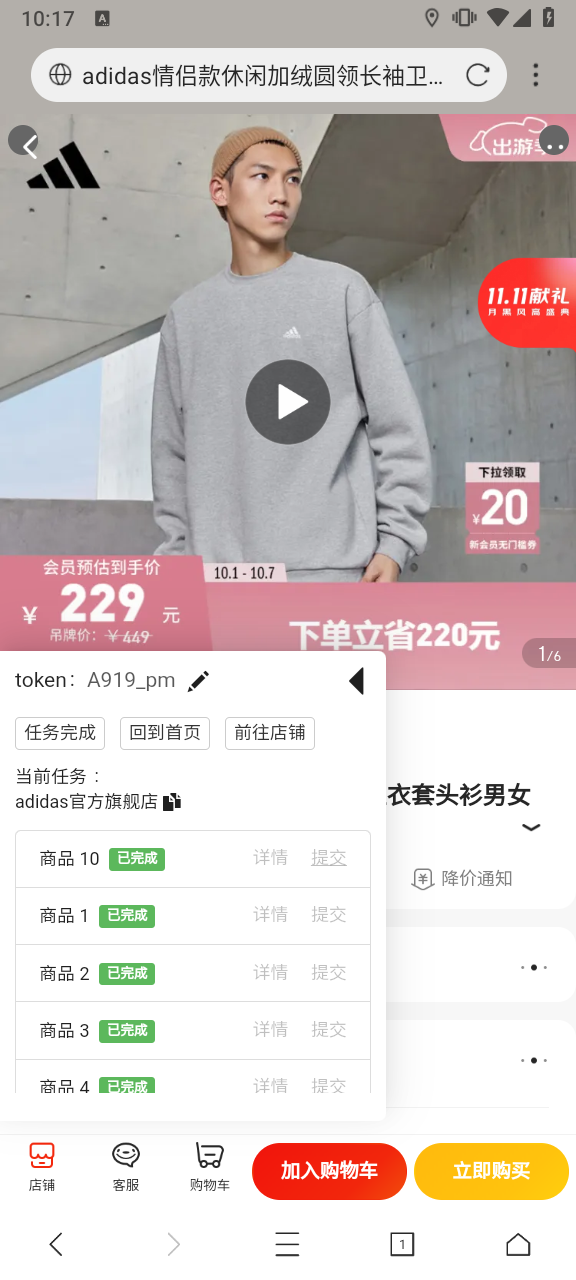 10:17
A
adidas情侣款休闲加绒圆领长袖卫…
出游季
11.11献礼
月黑风高盛典
下拉领取
¥20
新会员无门槛券
会员预估到手价
10.1 - 10.7
¥ 229 元
吊牌价：￥449
下单立省220元
1/6
token： A919_pm
任务完成 回到首页 前往店铺
当前任务：
adidas官方旗舰店
衣套头衫男女
降价通知
商品 10 已完成 详情 提交
商品 1 已完成 详情 提交
商品 2 已完成 详情 提交
商品 3 已完成 详情 提交
商品 4 已完成 详情 提交
店铺 客服 购物车 加入购物车 立即购买
1